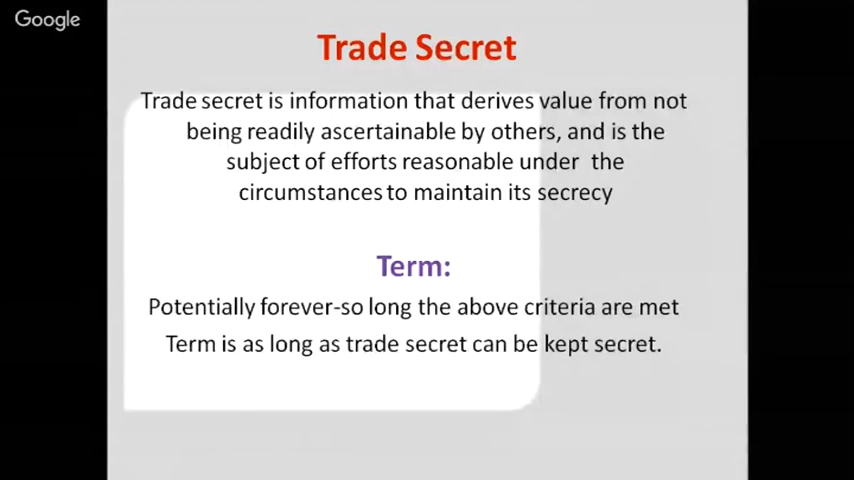 Google
Trade Secret
Trade secret is information that derives value from not
being readily ascertainable by others, and is the
subject of efforts reasonable under the
circumstances to maintain its secrecy
Term:
Potentially forever-so long the above criteria are met
Term is as long as trade secret can be kept secret.